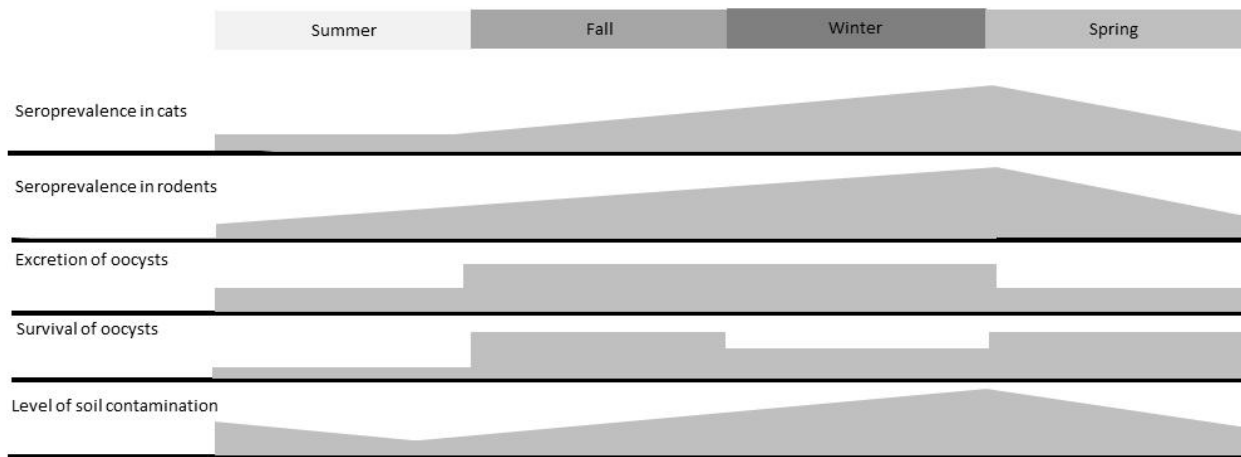 Summer Fall Winter Spring
Seroprevalence in cats
Seroprevalence in rodents
Excretion of oocysts
Survival of oocysts
Level of soil contamination